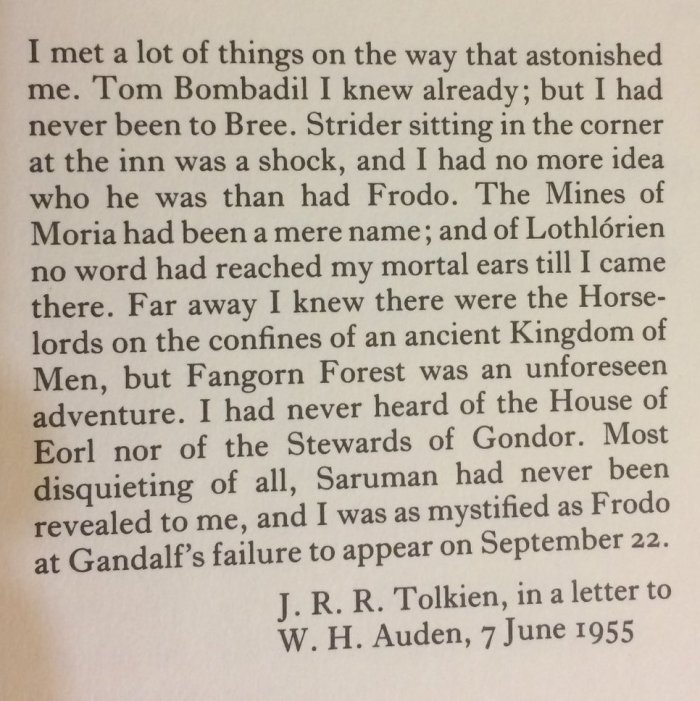 I met a lot of things on the way that astonished
me. Tom Bombadil I knew already; but I had
never been to Bree. Strider sitting in the corner
at the inn was a shock, and I had no more idea
who he was than had Frodo. The Mines of
Moria had been a mere name; and of Lothlórien
no word had reached my mortal ears till I came
there. Far away I knew there were the Horse-
lords on the confines of an ancient Kingdom of
Men, but Fangorn Forest was an unforeseen
adventure. I had never heard of the House of
Eorl nor of the Stewards of Gondor. Most
disquieting of all, Saruman had never been
revealed to me, and I was as mystified as Frodo
at Gandalf's failure to appear on September 22.
J. R. R. Tolkien, in a letter to
W. H. Auden, 7 June 1955